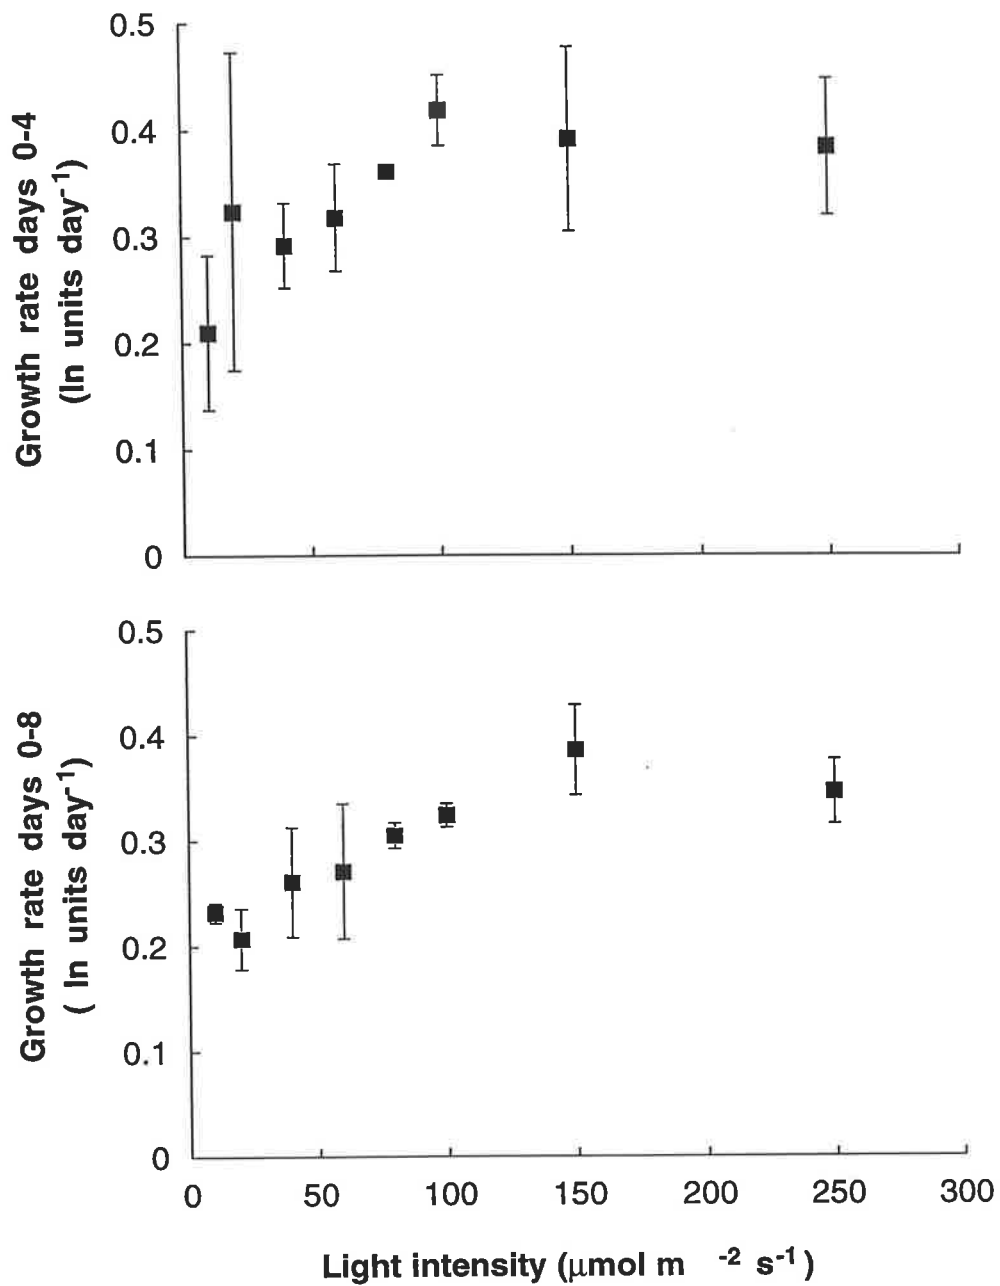 Growth rate days 0-4
(ln units day-1)
0.5
0.4
0.3
0.2
0.1
0
Growth rate days 0-8
( ln units day-1)
0.5
0.4
0.3
0.2
0.1
0
0 50 100 150 200 250 300
Light intensity (μmol m -2 s-1)